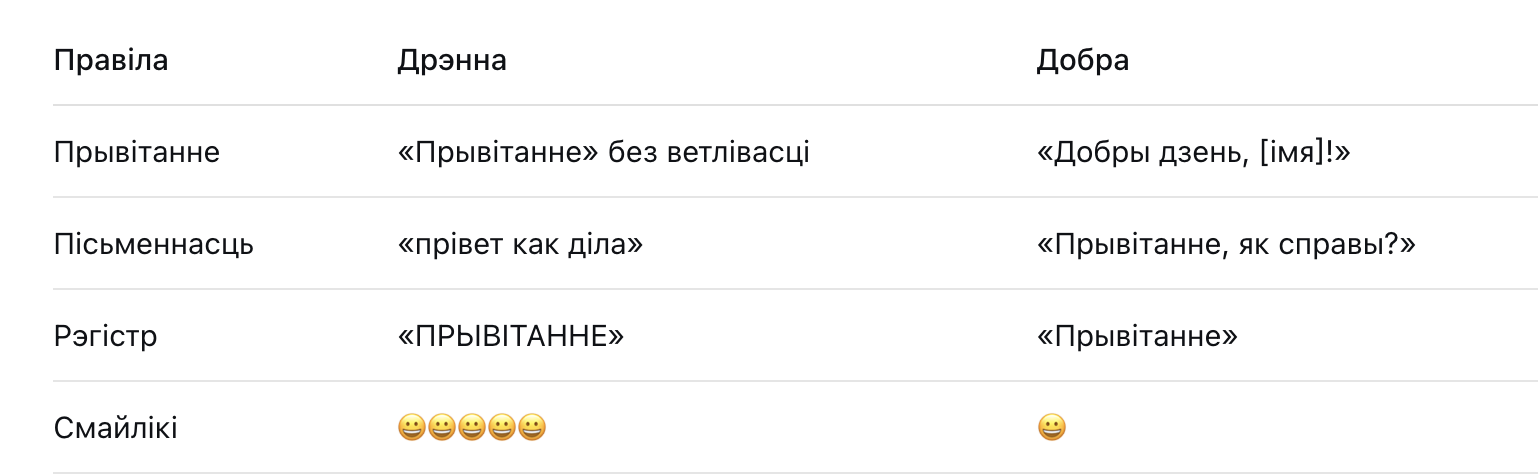 Правіла Дрэнна Добра
Прывітанне «Прывітанне» без ветлівасці «Добры дзень, [імя]!»
Пісьменнасць «прівет как діла» «Прывітанне, як справы?»
Рэгістр «ПРЫВІТАННЕ» «Прывітанне»
Смайлікі 😀😀😀😀😀 😀